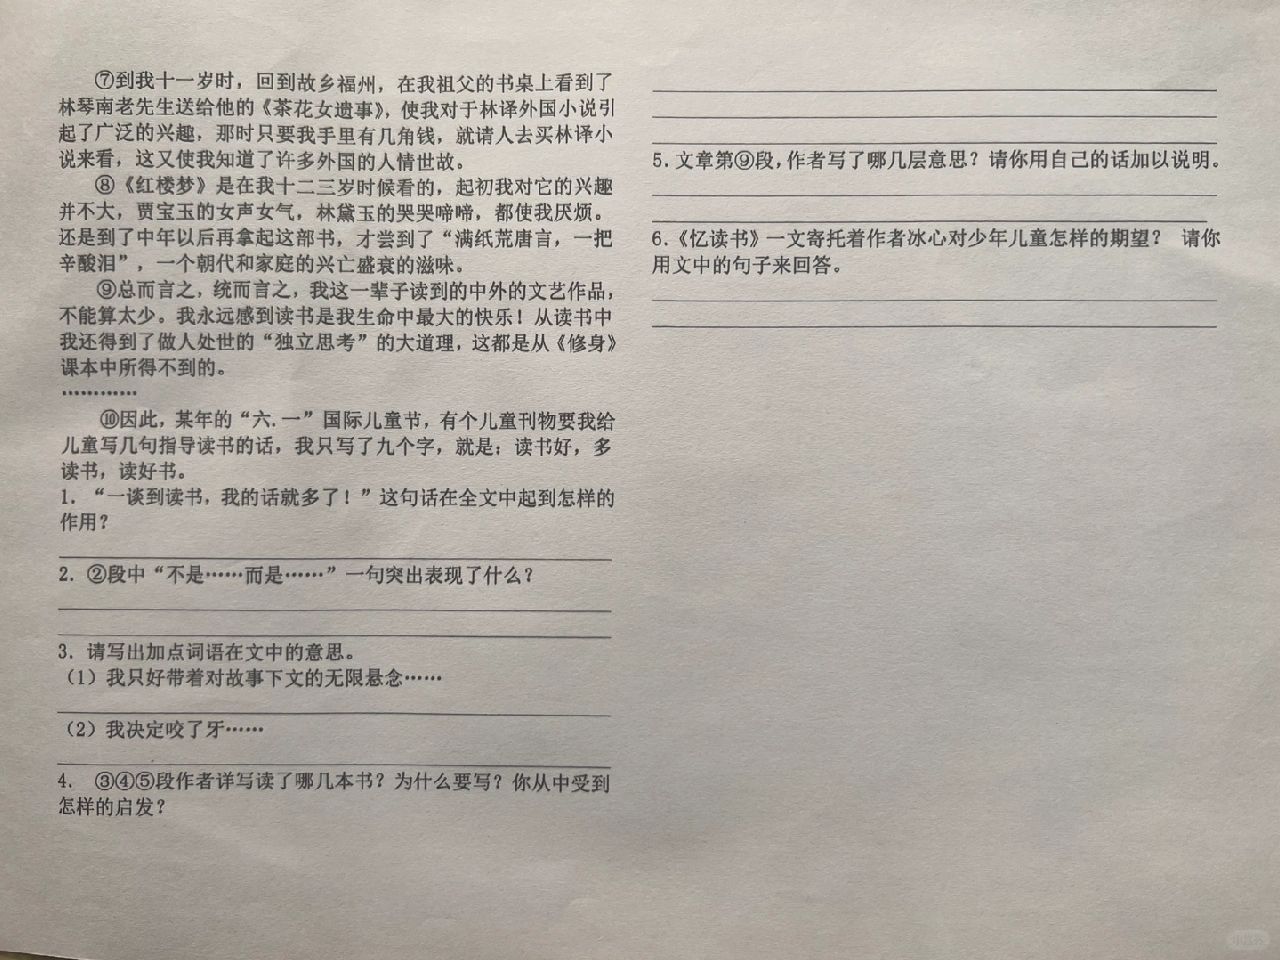 ⑦到我十一岁时，回到故乡福州，在我祖父的书桌上看到了
林琴南老先生送给他的《茶花女遗事》，使我对于林译外国小说引
起了广泛的兴趣，那时只要我手里有几角钱，就请人去买林译小
说来看，这又使我知道了许多外国的人情世故。
⑧《红楼梦》是在我十二三岁时候看的，起初我对它的兴趣
并不大，贾宝玉的女声女气，林黛玉的哭哭啼啼，都使我厌烦。
还是到了中年以后再拿起这部书，才尝到了“满纸荒唐言，一把
辛酸泪”，一个朝代和家庭的兴亡盛衰的滋味。
⑨总而言之，统而言之，我这一辈子读到的中外的文艺作品，
不能算太少。我永远感到读书是我生命中最大的快乐！从读书中
我还得到了做人处世的“独立思考”的大道理，这都是从《修身》
课本中所得不到的。
…………
⑩因此，某年的“六.一”国际儿童节，有个儿童刊物要我给
儿童写几句指导读书的话，我只写了九个字，就是：读书好，多
读书，读好书。
1．“一谈到读书，我的话就多了！”这句话在全文中起到怎样的
作用？
2．②段中“不是……而是……”一句突出表现了什么？
3．请写出加点词语在文中的意思。
（1）我只好带着对故事下文的无限悬念……
（2）我决定咬了牙……
4． ③④⑤段作者详写读了哪几本书？为什么要写？你从中受到
怎样的启发？
5．文章第⑨段，作者写了哪几层意思？请你用自己的话加以说明。
6．《忆读书》一文寄托着作者冰心对少年儿童怎样的期望？ 请你
用文中的句子来回答。